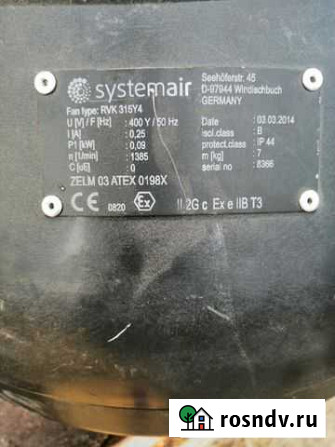 systemair
Seehöferstr. 45
D-97944 Windischbuch
GERMANY
Fan type: RVK 315Y4
U [V] / F [Hz] : 400 Y / 50 Hz
Date : 03.03.2014
I [A] : 0,25
isol.class : B
P1 [kW] : 0,09
protect.class : IP 44
n [1/min] : 1385
m [kg] : 7
C [uF] : 0
serial no : 8366
ZELM 03 ATEX 0198X
CE 0820 Ex II 2G c Ex e IIB T3
rosndv.ru